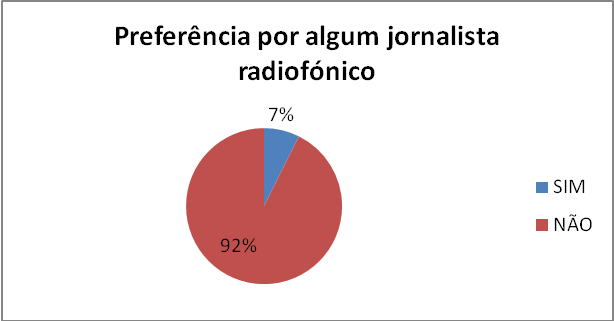 Preferência por algum jornalista
radiofónico
7%
92%
SIM
NÃO